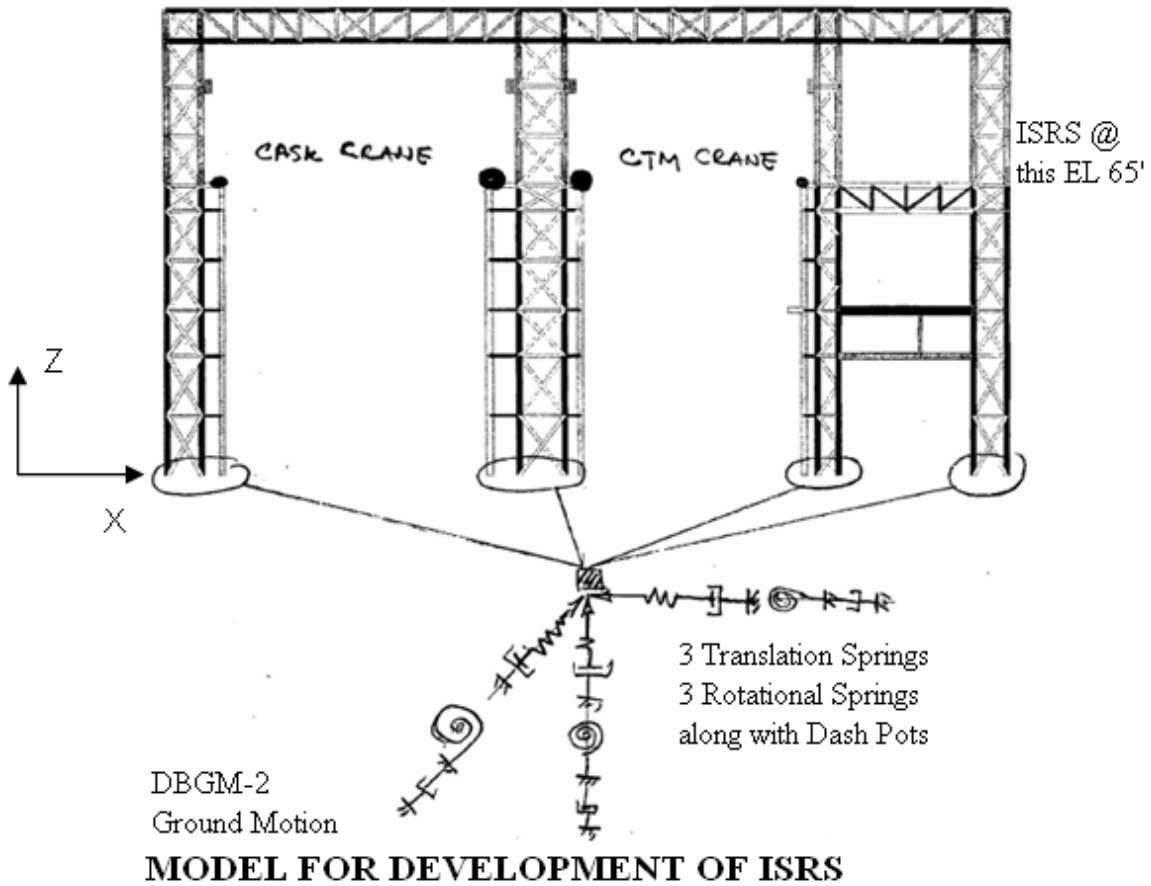 CASK CRANE
CTM CRANE
ISRS @
this EL 65'
Z
X
3 Translation Springs
3 Rotational Springs
along with Dash Pots
DBGM-2
Ground Motion
MODEL FOR DEVELOPMENT OF ISRS